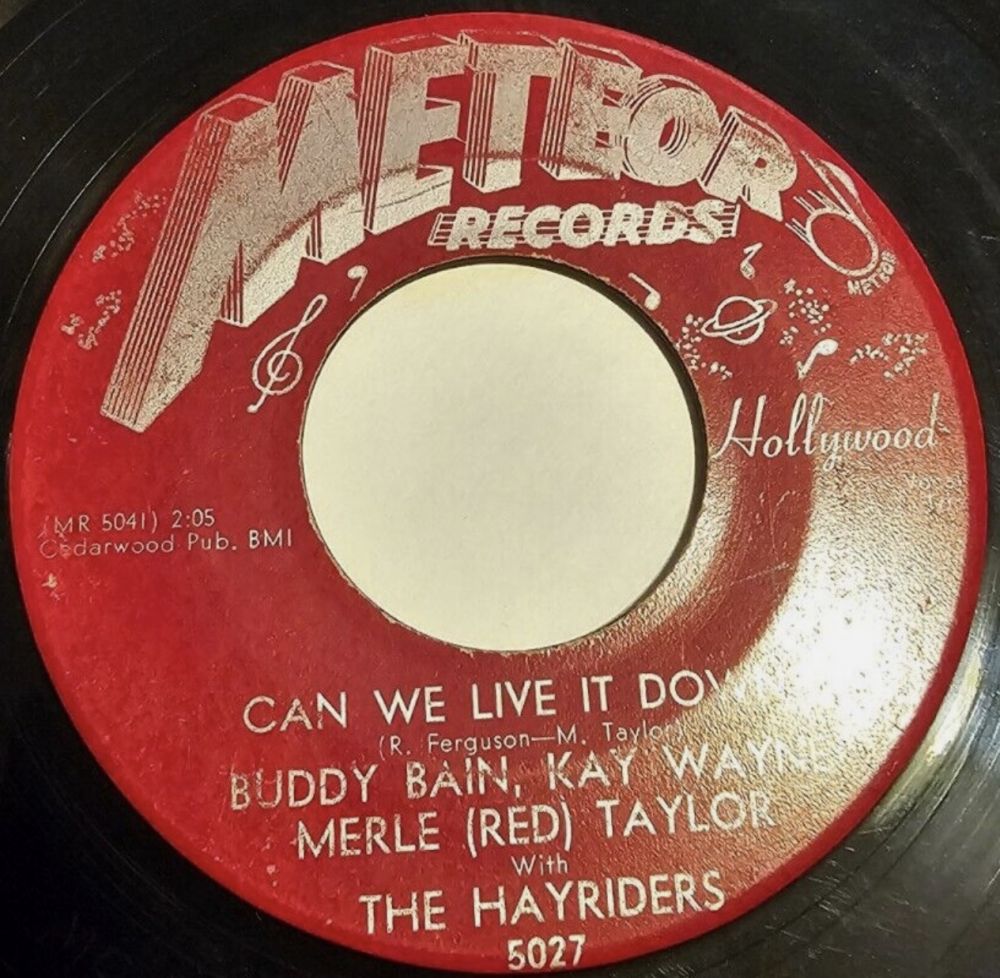 METEOR
RECORDS
METEOR
Hollywood
(MR 5041) 2:05
Cedarwood Pub. BMI
CAN WE LIVE IT DOWN
(R. Ferguson—M. Taylor)
BUDDY BAIN, KAY WAYNE
MERLE (RED) TAYLOR
With
THE HAYRIDERS
5027